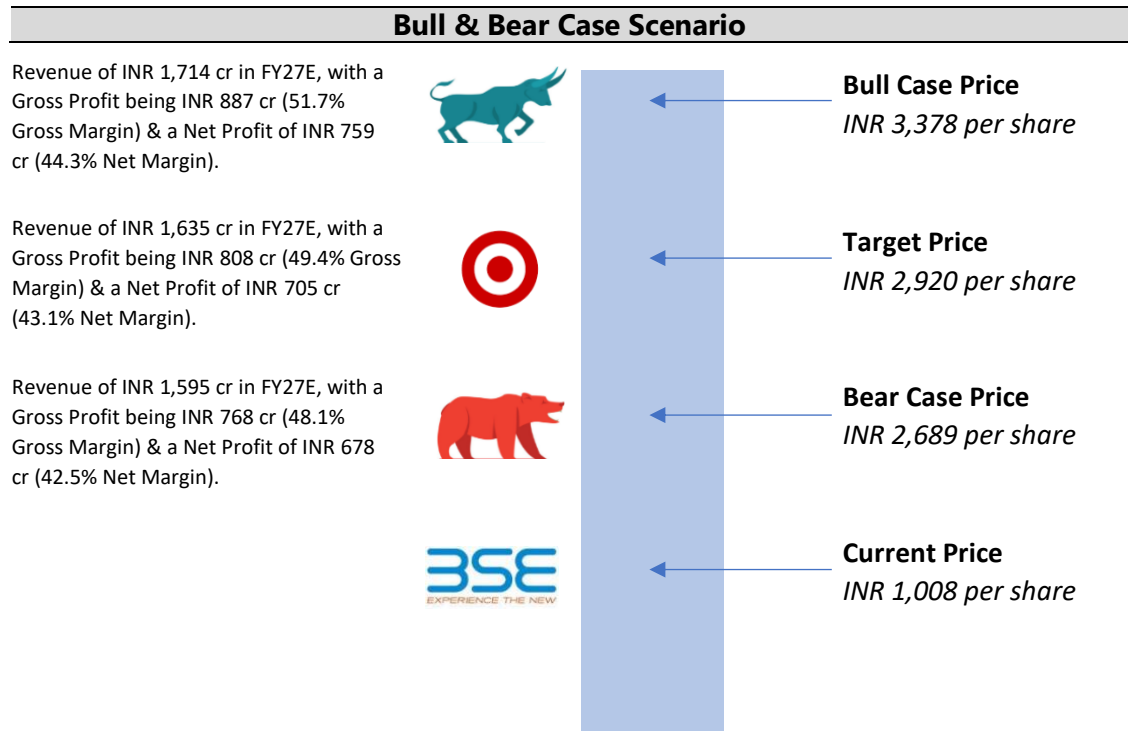 Bull & Bear Case Scenario
Revenue of INR 1,714 cr in FY27E, with a
Gross Profit being INR 887 cr (51.7%
Gross Margin) & a Net Profit of INR 759
cr (44.3% Net Margin).
Bull Case Price
INR 3,378 per share
Revenue of INR 1,635 cr in FY27E, with a
Gross Profit being INR 808 cr (49.4% Gross
Margin) & a Net Profit of INR 705 cr
(43.1% Net Margin).
Target Price
INR 2,920 per share
Revenue of INR 1,595 cr in FY27E, with a
Gross Profit being INR 768 cr (48.1%
Gross Margin) & a Net Profit of INR 678
cr (42.5% Net Margin).
Bear Case Price
INR 2,689 per share
BSE
EXPERIENCE THE NEW
Current Price
INR 1,008 per share